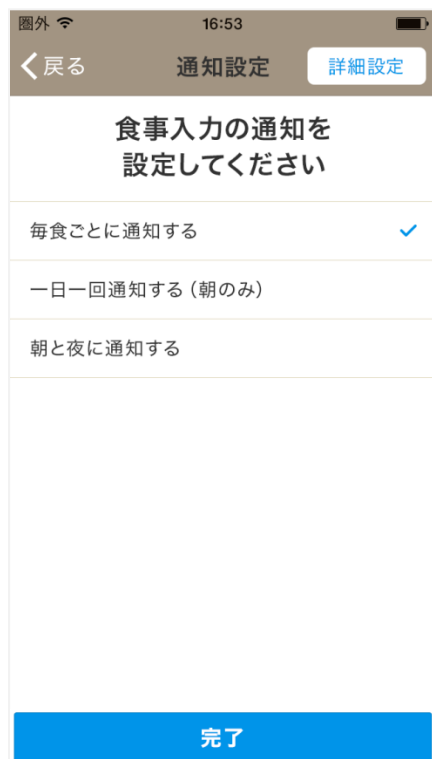 圏外 16:53
戻る 通知設定 詳細設定
食事入力の通知を
設定してください
毎食ごとに通知する
一日一回通知する（朝のみ）
朝と夜に通知する
完了